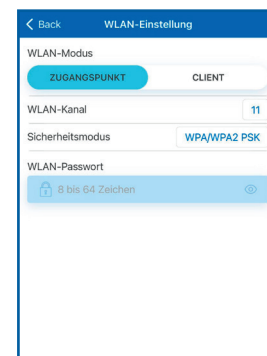 Back WLAN-Einstellung
WLAN-Modus
ZUGANGSPUNKT CLIENT
WLAN-Kanal 11
Sicherheitsmodus WPA/WPA2 PSK
WLAN-Passwort
8 bis 64 Zeichen